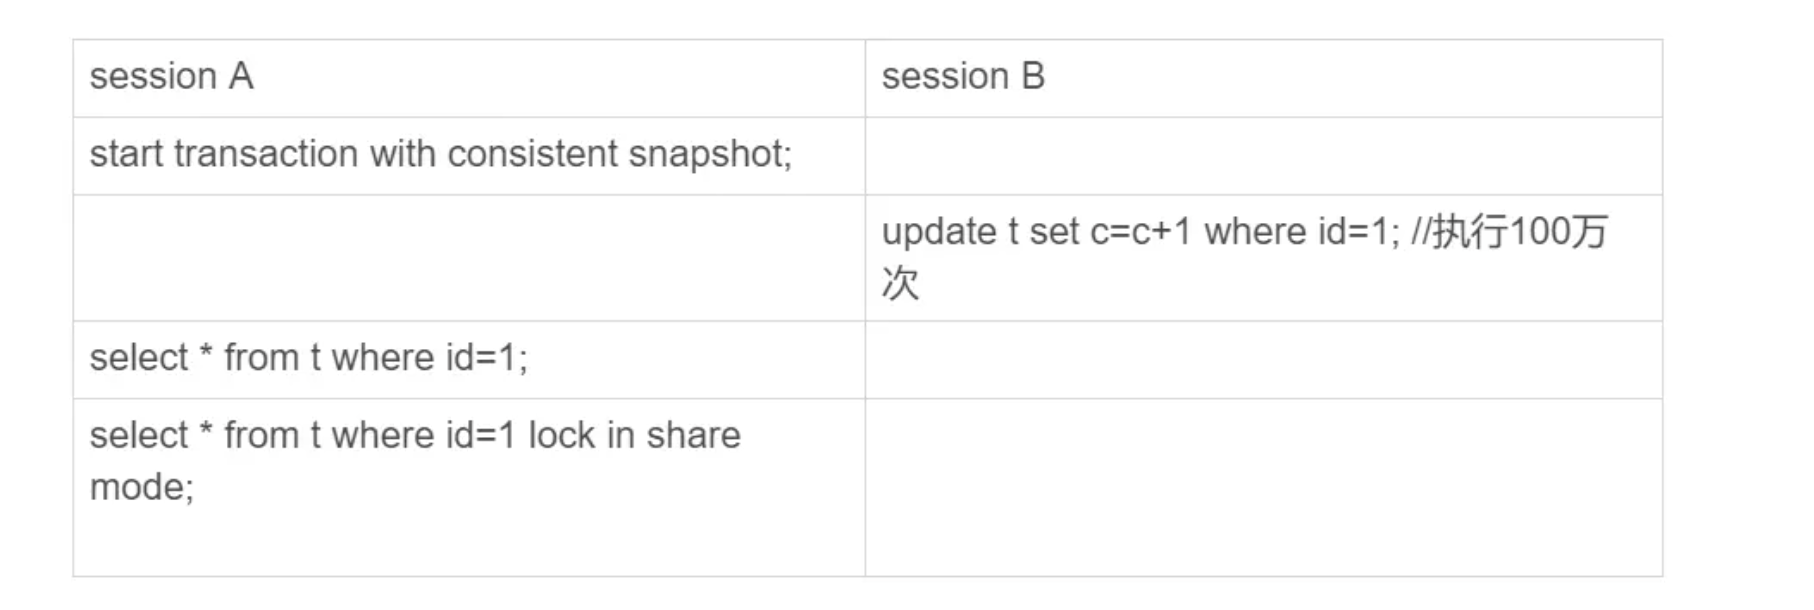 session A
session B
start transaction with consistent snapshot;
update t set c=c+1 where id=1; //执行100万
次
select * from t where id=1;
select * from t where id=1 lock in share
mode;